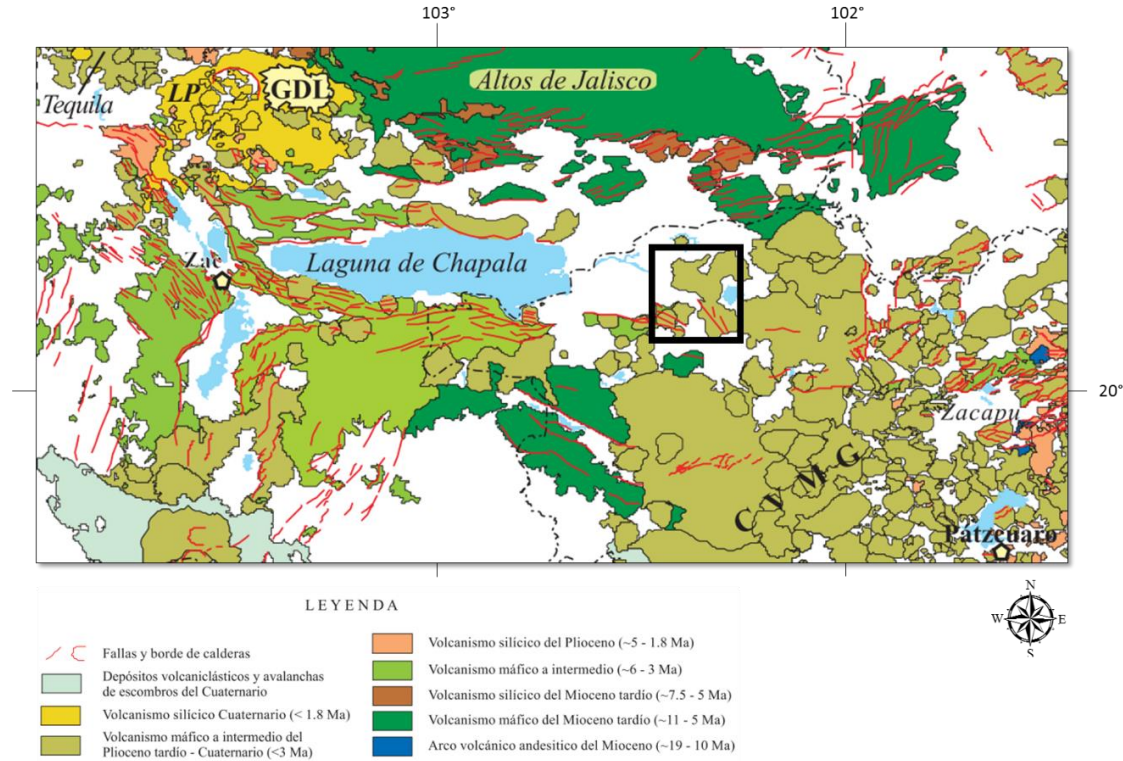 103°
102°
Tequila
LP
GDL
Altos de Jalisco
Zac
Laguna de Chapala
20°
Zacapu
C V M G
Pátzcuaro
LEYENDA
Fallas y borde de calderas
Depósitos volcaniclásticos y avalanchas
de escombros del Cuaternario
Volcanismo silícico Cuaternario (< 1.8 Ma)
Volcanismo máfico a intermedio del
Plioceno tardío - Cuaternario (<3 Ma)
Volcanismo silícico del Plioceno (~5 - 1.8 Ma)
Volcanismo máfico a intermedio (~6 - 3 Ma)
Volcanismo silícico del Mioceno tardío (~7.5 - 5 Ma)
Volcanismo máfico del Mioceno tardío (~11 - 5 Ma)
Arco volcánico andesitico del Mioceno (~19 - 10 Ma)
N
W E
S